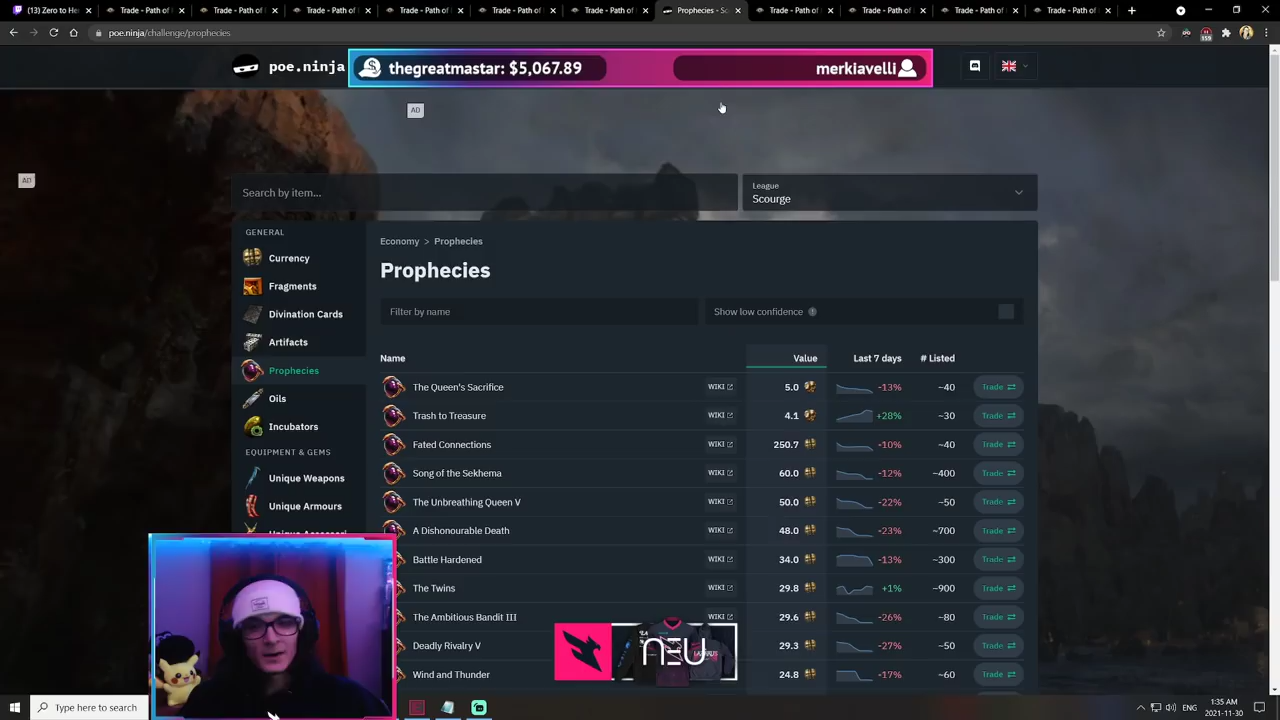 (13) Zero to He
Trade - Path of
Trade - Path of
Trade - Path of
Trade - Path of
Trade - Path of
Trade - Path of
Prophecies - Sc
Trade - Path of
Trade - Path of
Trade - Path of
Trade - Path of
poe.ninja/challenge/prophecies
poe.ninja
thegreatmastar: $5,067.89
merkiavelli
AD
AD
Search by item...
League
Scourge
GENERAL
Currency
Fragments
Divination Cards
Artifacts
Prophecies
Oils
Incubators
EQUIPMENT & GEMS
Unique Weapons
Unique Armours
Economy > Prophecies
Prophecies
Filter by name
Show low confidence
Name Value Last 7 days # Listed
The Queen's Sacrifice WIKI 5.0 -13% ~40 Trade
Trash to Treasure WIKI 4.1 +28% ~30 Trade
Fated Connections WIKI 250.7 -10% ~40 Trade
Song of the Sekhema WIKI 60.0 -12% ~400 Trade
The Unbreathing Queen V WIKI 50.0 -22% ~50 Trade
A Dishonourable Death WIKI 48.0 -23% ~700 Trade
Battle Hardened WIKI 34.0 -13% ~300 Trade
The Twins WIKI 29.8 +1% ~900 Trade
The Ambitious Bandit III WIKI 29.6 -26% ~80 Trade
Deadly Rivalry V 29.3 -27% ~50 Trade
Wind and Thunder 24.8 -17% ~60 Trade
NEU
Type here to search
ENG
1:35 AM
2021-11-30